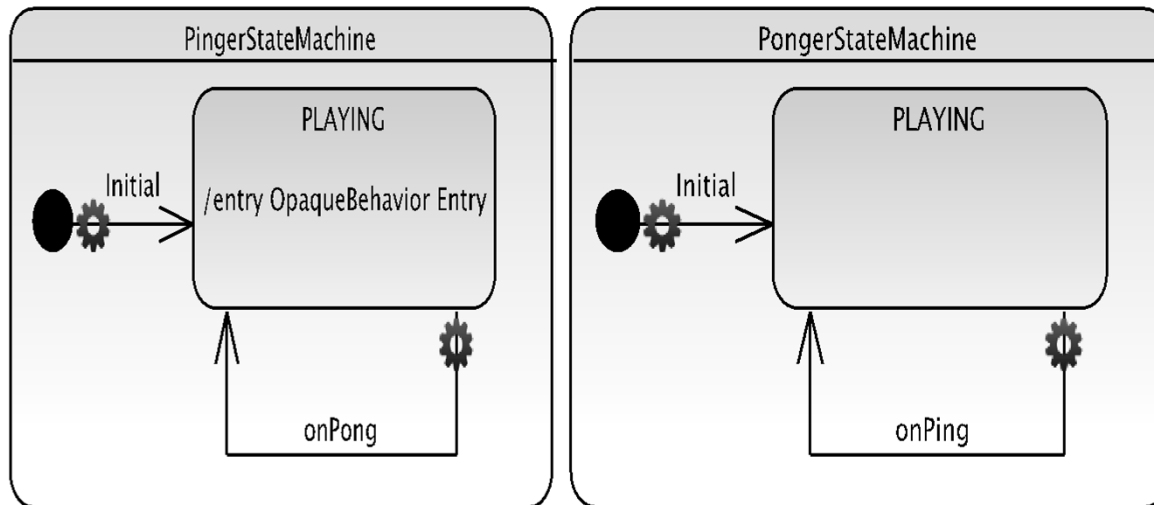 PingerStateMachine
PLAYING
Initial
/entry OpaqueBehavior Entry
onPong
PongerStateMachine
PLAYING
Initial
onPing